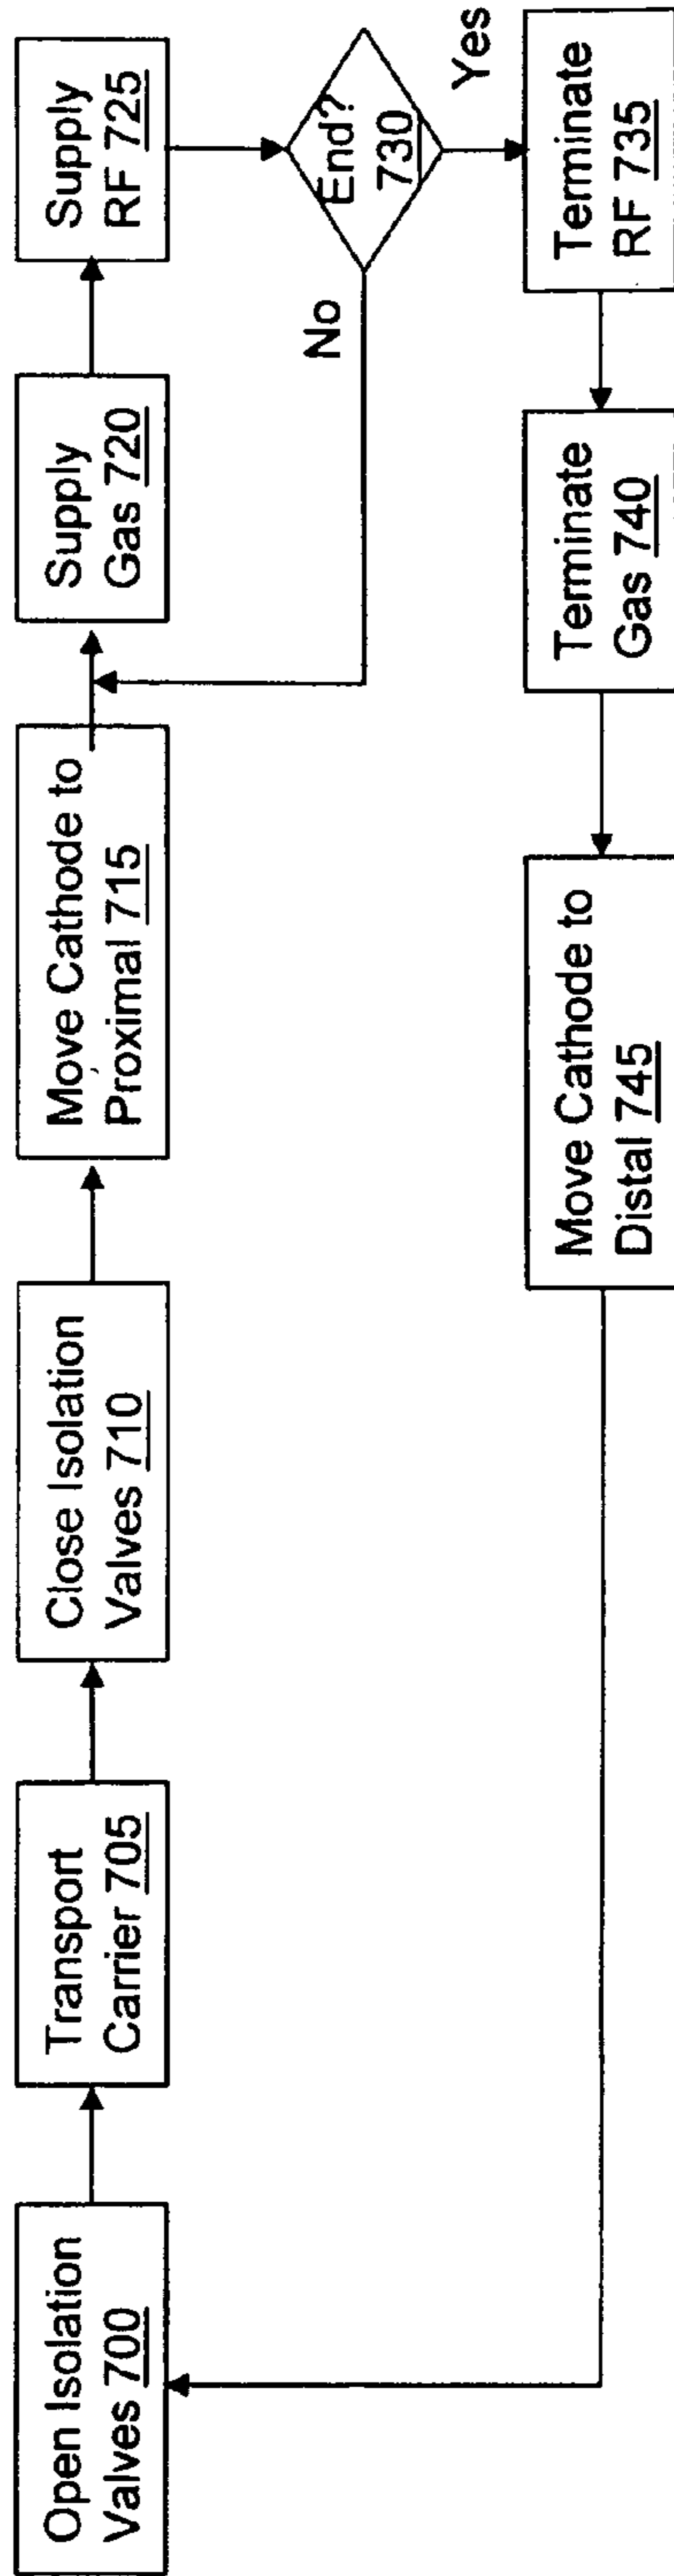 Open Isolation
Valves 700
Transport
Carrier 705
Close Isolation
Valves 710
Move Cathode to
Proximal 715
Supply
Gas 720
Supply
RF 725
End?
730
No
Yes
Terminate
RF 735
Terminate
Gas 740
Move Cathode to
Distal 745